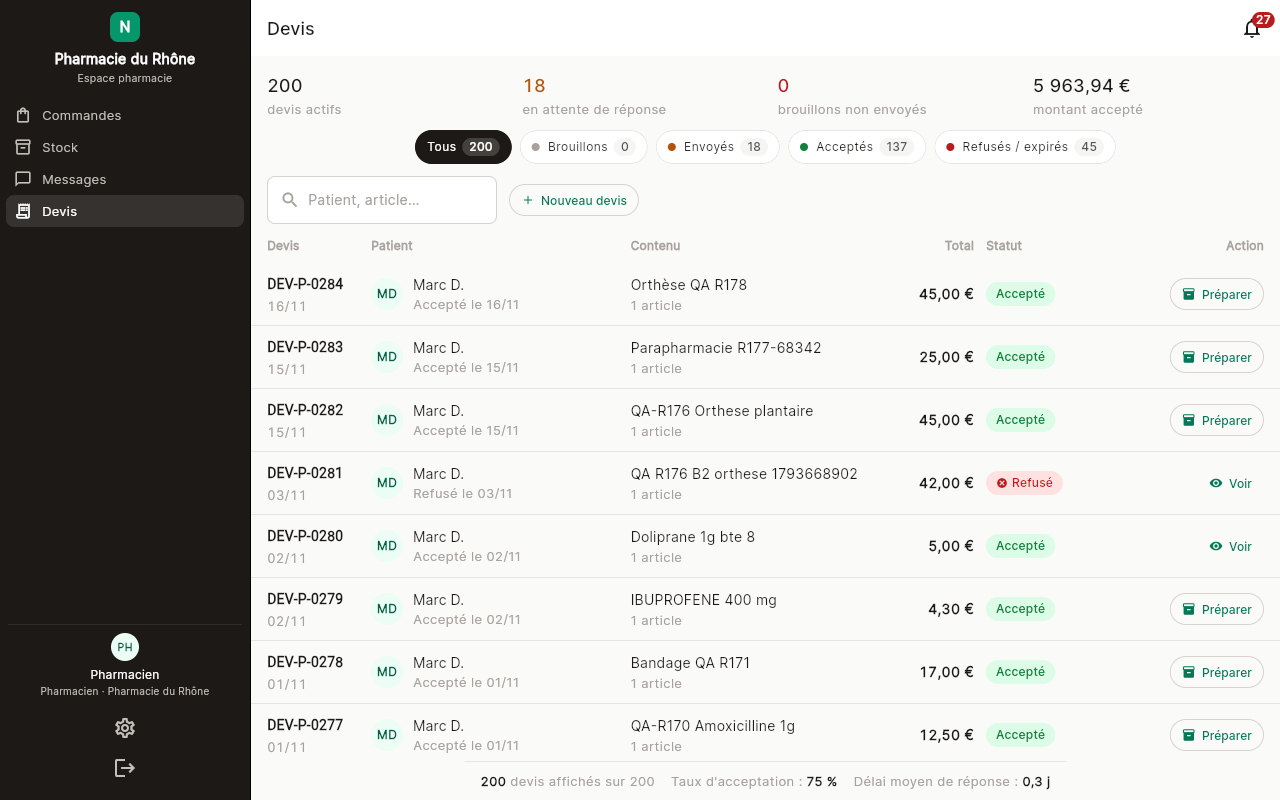 N
Pharmacie du Rhône
Espace pharmacie
Commandes
Stock
Messages
Devis
PH
Pharmacien
Pharmacien · Pharmacie du Rhône
Devis
27
200
devis actifs
18
en attente de réponse
0
brouillons non envoyés
5 963,94 €
montant accepté
Tous 200
Brouillons 0
Envoyés 18
Acceptés 137
Refusés / expirés 45
Patient, article...
Nouveau devis
Devis Patient Contenu Total Statut Action
DEV-P-0284 MD Marc D. Orthèse QA R178 45,00 € Accepté Préparer
16/11 Accepté le 16/11 1 article
DEV-P-0283 MD Marc D. Parapharmacie R177-68342 25,00 € Accepté Préparer
15/11 Accepté le 15/11 1 article
DEV-P-0282 MD Marc D. QA-R176 Orthese plantaire 45,00 € Accepté Préparer
15/11 Accepté le 15/11 1 article
DEV-P-0281 MD Marc D. QA R176 B2 orthese 1793668902 42,00 € Refusé Voir
03/11 Refusé le 03/11 1 article
DEV-P-0280 MD Marc D. Doliprane 1g bte 8 5,00 € Accepté Voir
02/11 Accepté le 02/11 1 article
DEV-P-0279 MD Marc D. IBUPROFENE 400 mg 4,30 € Accepté Préparer
02/11 Accepté le 02/11 1 article
DEV-P-0278 MD Marc D. Bandage QA R171 17,00 € Accepté Préparer
01/11 Accepté le 01/11 1 article
DEV-P-0277 MD Marc D. QA-R170 Amoxicilline 1g 12,50 € Accepté Préparer
01/11 Accepté le 01/11 1 article
200 devis affichés sur 200 Taux d'acceptation : 75 % Délai moyen de réponse : 0,3 j